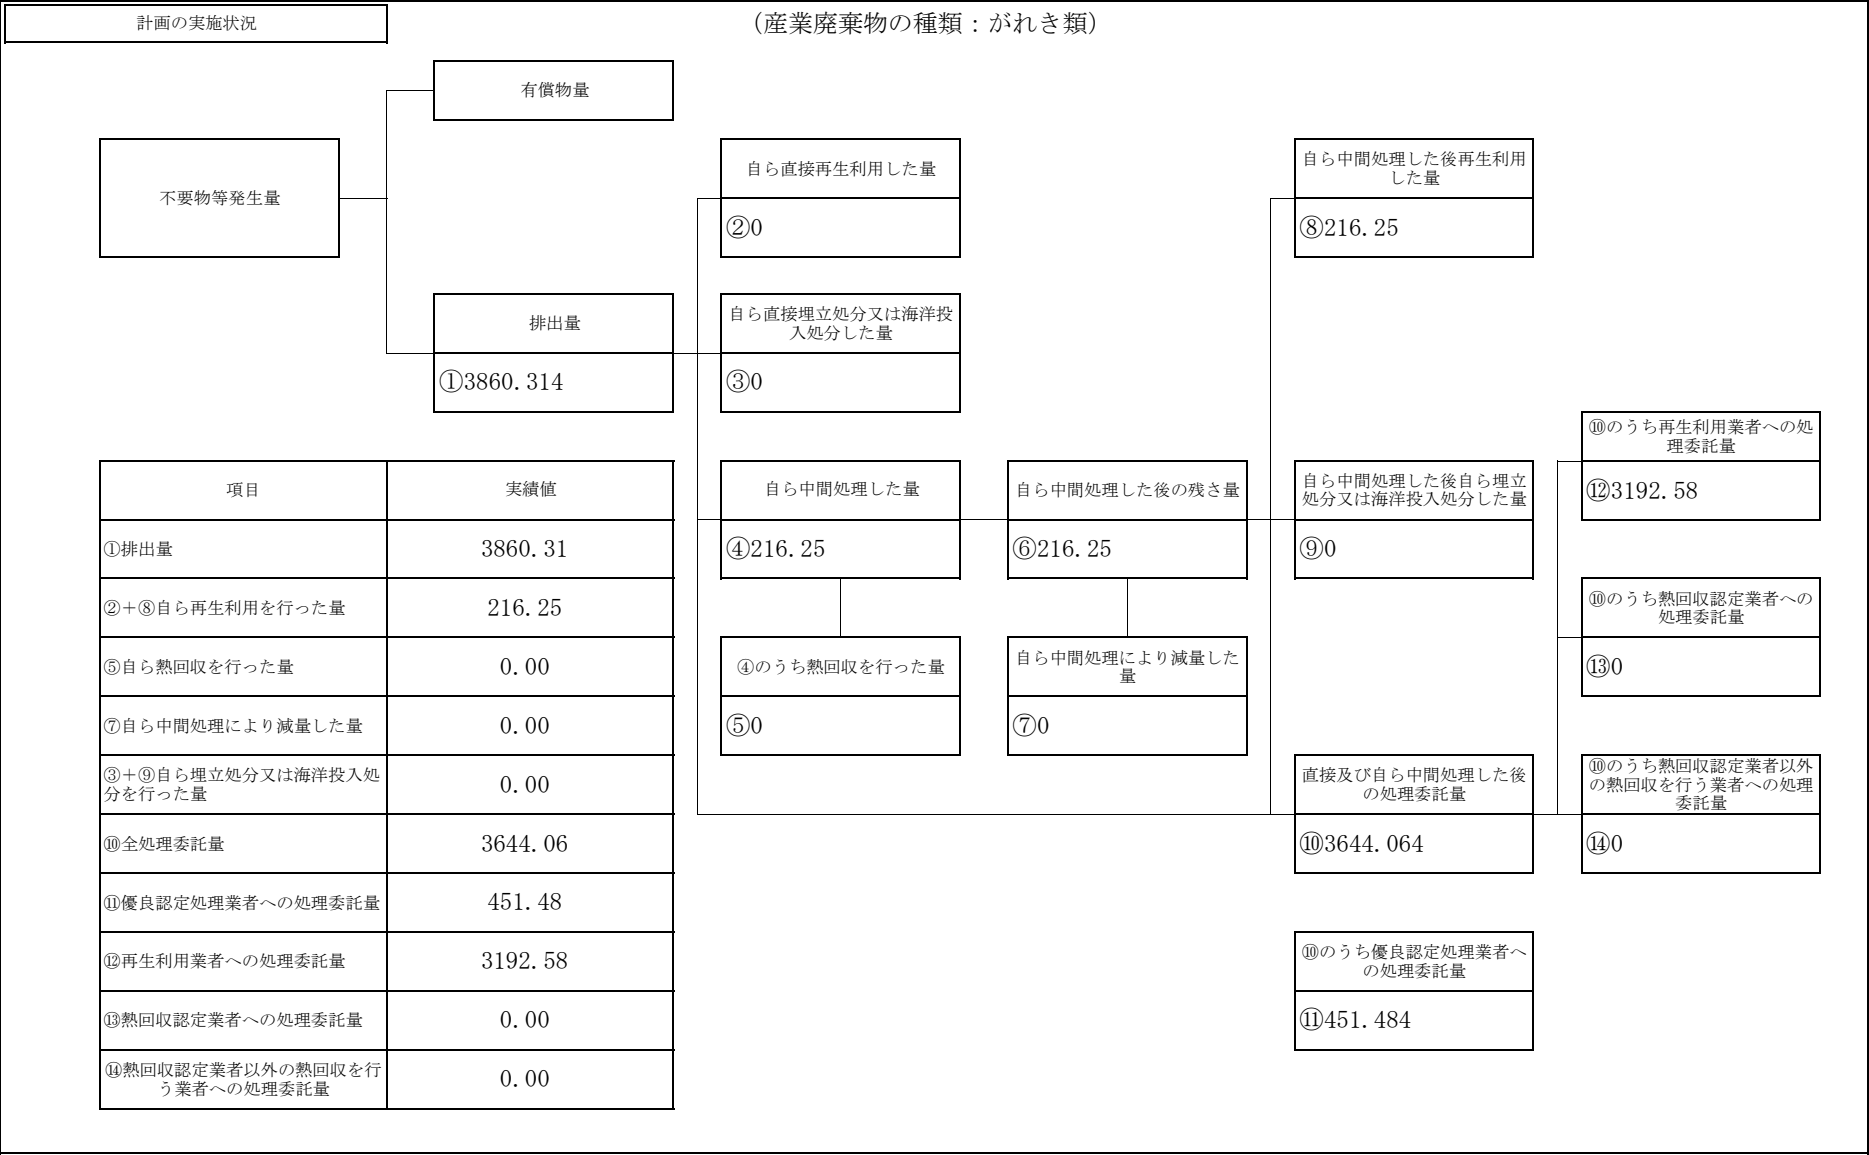 計画の実施状況
（産業廃棄物の種類：がれき類）
有償物量
不要物等発生量
自ら直接再生利用した量
②0
自ら中間処理した後再生利用
した量
⑧216.25
排出量
①3860.314
自ら直接埋立処分又は海洋投
入処分した量
③0
⑩のうち再生利用業者への処
理委託量
⑫3192.58
自ら中間処理した量
④216.25
自ら中間処理した後の残さ量
⑥216.25
自ら中間処理した後自ら埋立
処分又は海洋投入処分した量
⑨0
⑩のうち熱回収認定業者への
処理委託量
⑬0
④のうち熱回収を行った量
⑤0
自ら中間処理により減量した
量
⑦0
直接及び自ら中間処理した後
の処理委託量
⑩3644.064
⑩のうち熱回収認定業者以外
の熱回収を行う業者への処理
委託量
⑭0
⑩のうち優良認定処理業者へ
の処理委託量
⑪451.484
項目 実績値
①排出量 3860.31
②＋⑧自ら再生利用を行った量 216.25
⑤自ら熱回収を行った量 0.00
⑦自ら中間処理により減量した量 0.00
③＋⑨自ら埋立処分又は海洋投入処
分を行った量 0.00
⑩全処理委託量 3644.06
⑪優良認定処理業者への処理委託量 451.48
⑫再生利用業者への処理委託量 3192.58
⑬熱回収認定業者への処理委託量 0.00
⑭熱回収認定業者以外の熱回収を行
う業者への処理委託量 0.00